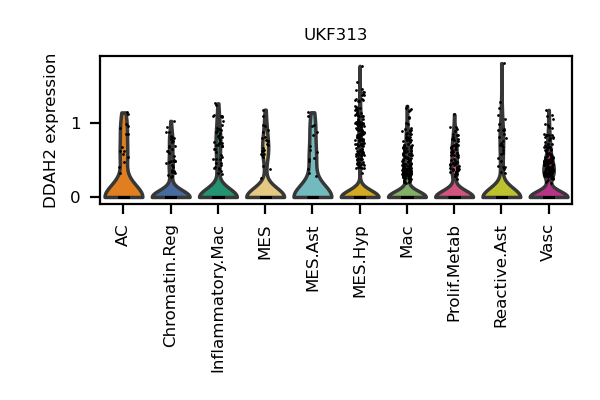 UKF313
DDAH2 expression
1
0
AC
Chromatin.Reg
Inflammatory.Mac
MES
MES.Ast
MES.Hyp
Mac
Prolif.Metab
Reactive.Ast
Vasc